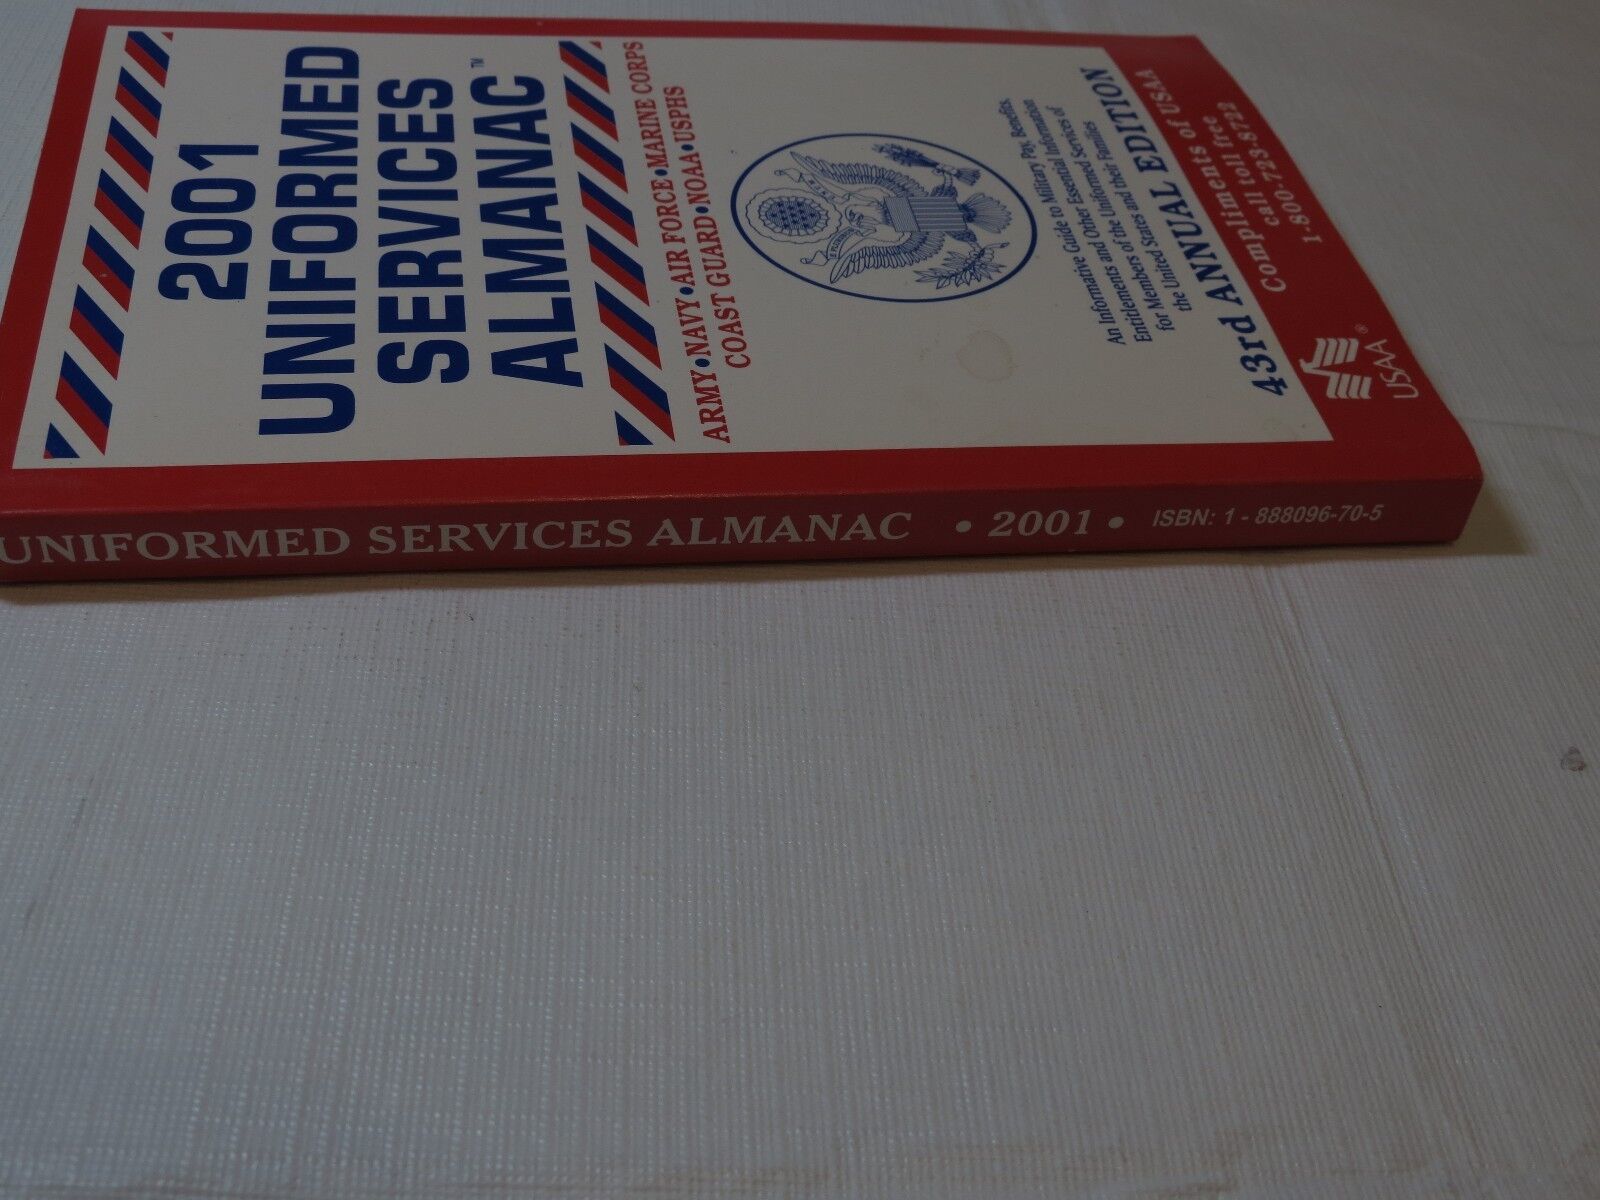 2001
UNIFORMED
SERVICES
ALMANAC™
ARMY•NAVY•AIR FORCE•MARINE CORPS
COAST GUARD•NOAA•USPHS
An Informative Guide to Military Pay, Benefits,
Entitlements and Other Essential Information
for Members of the Uniformed Services of
the United States and their Families
43rd ANNUAL EDITION
Compliments of USAA
call toll free
1-800-723-8722
USAA®
UNIFORMED SERVICES ALMANAC • 2001 • ISBN: 1 - 888096-70-5